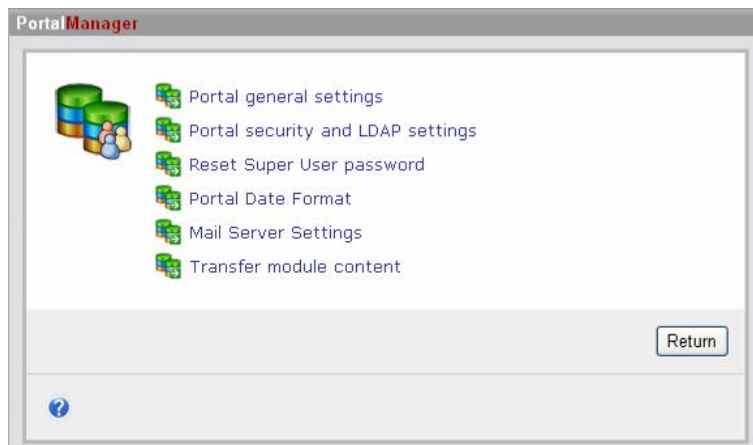 PortalManager
Portal general settings
Portal security and LDAP settings
Reset Super User password
Portal Date Format
Mail Server Settings
Transfer module content
Return
?